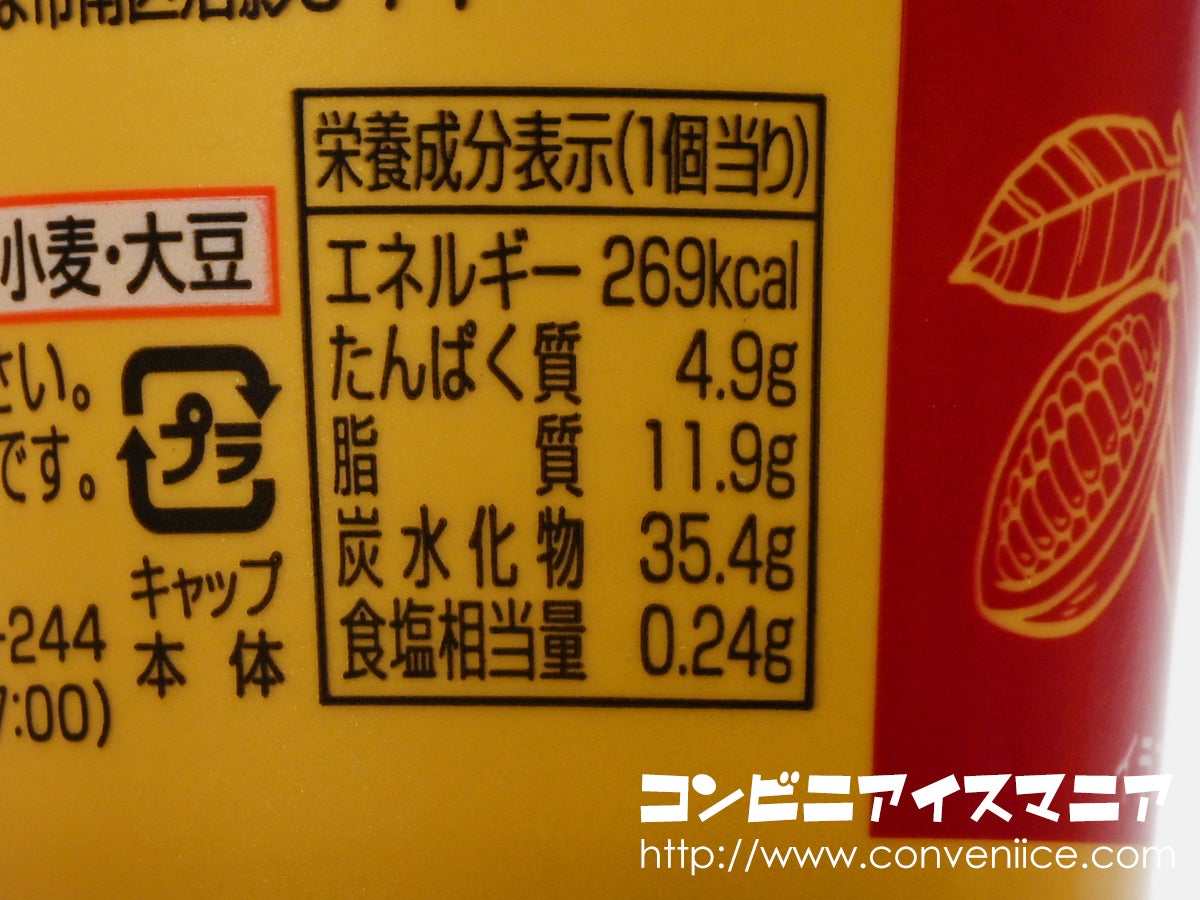 栄養成分表示(1個当り)
エネルギー 269kcal
たんぱく質 4.9g
脂質 11.9g
炭水化物 35.4g
食塩相当量 0.24g
小麦・大豆
さい。
です。
プラ
キャップ
本体
-244
7:00)
コンビニアイスマニア
http://www.conveniice.com